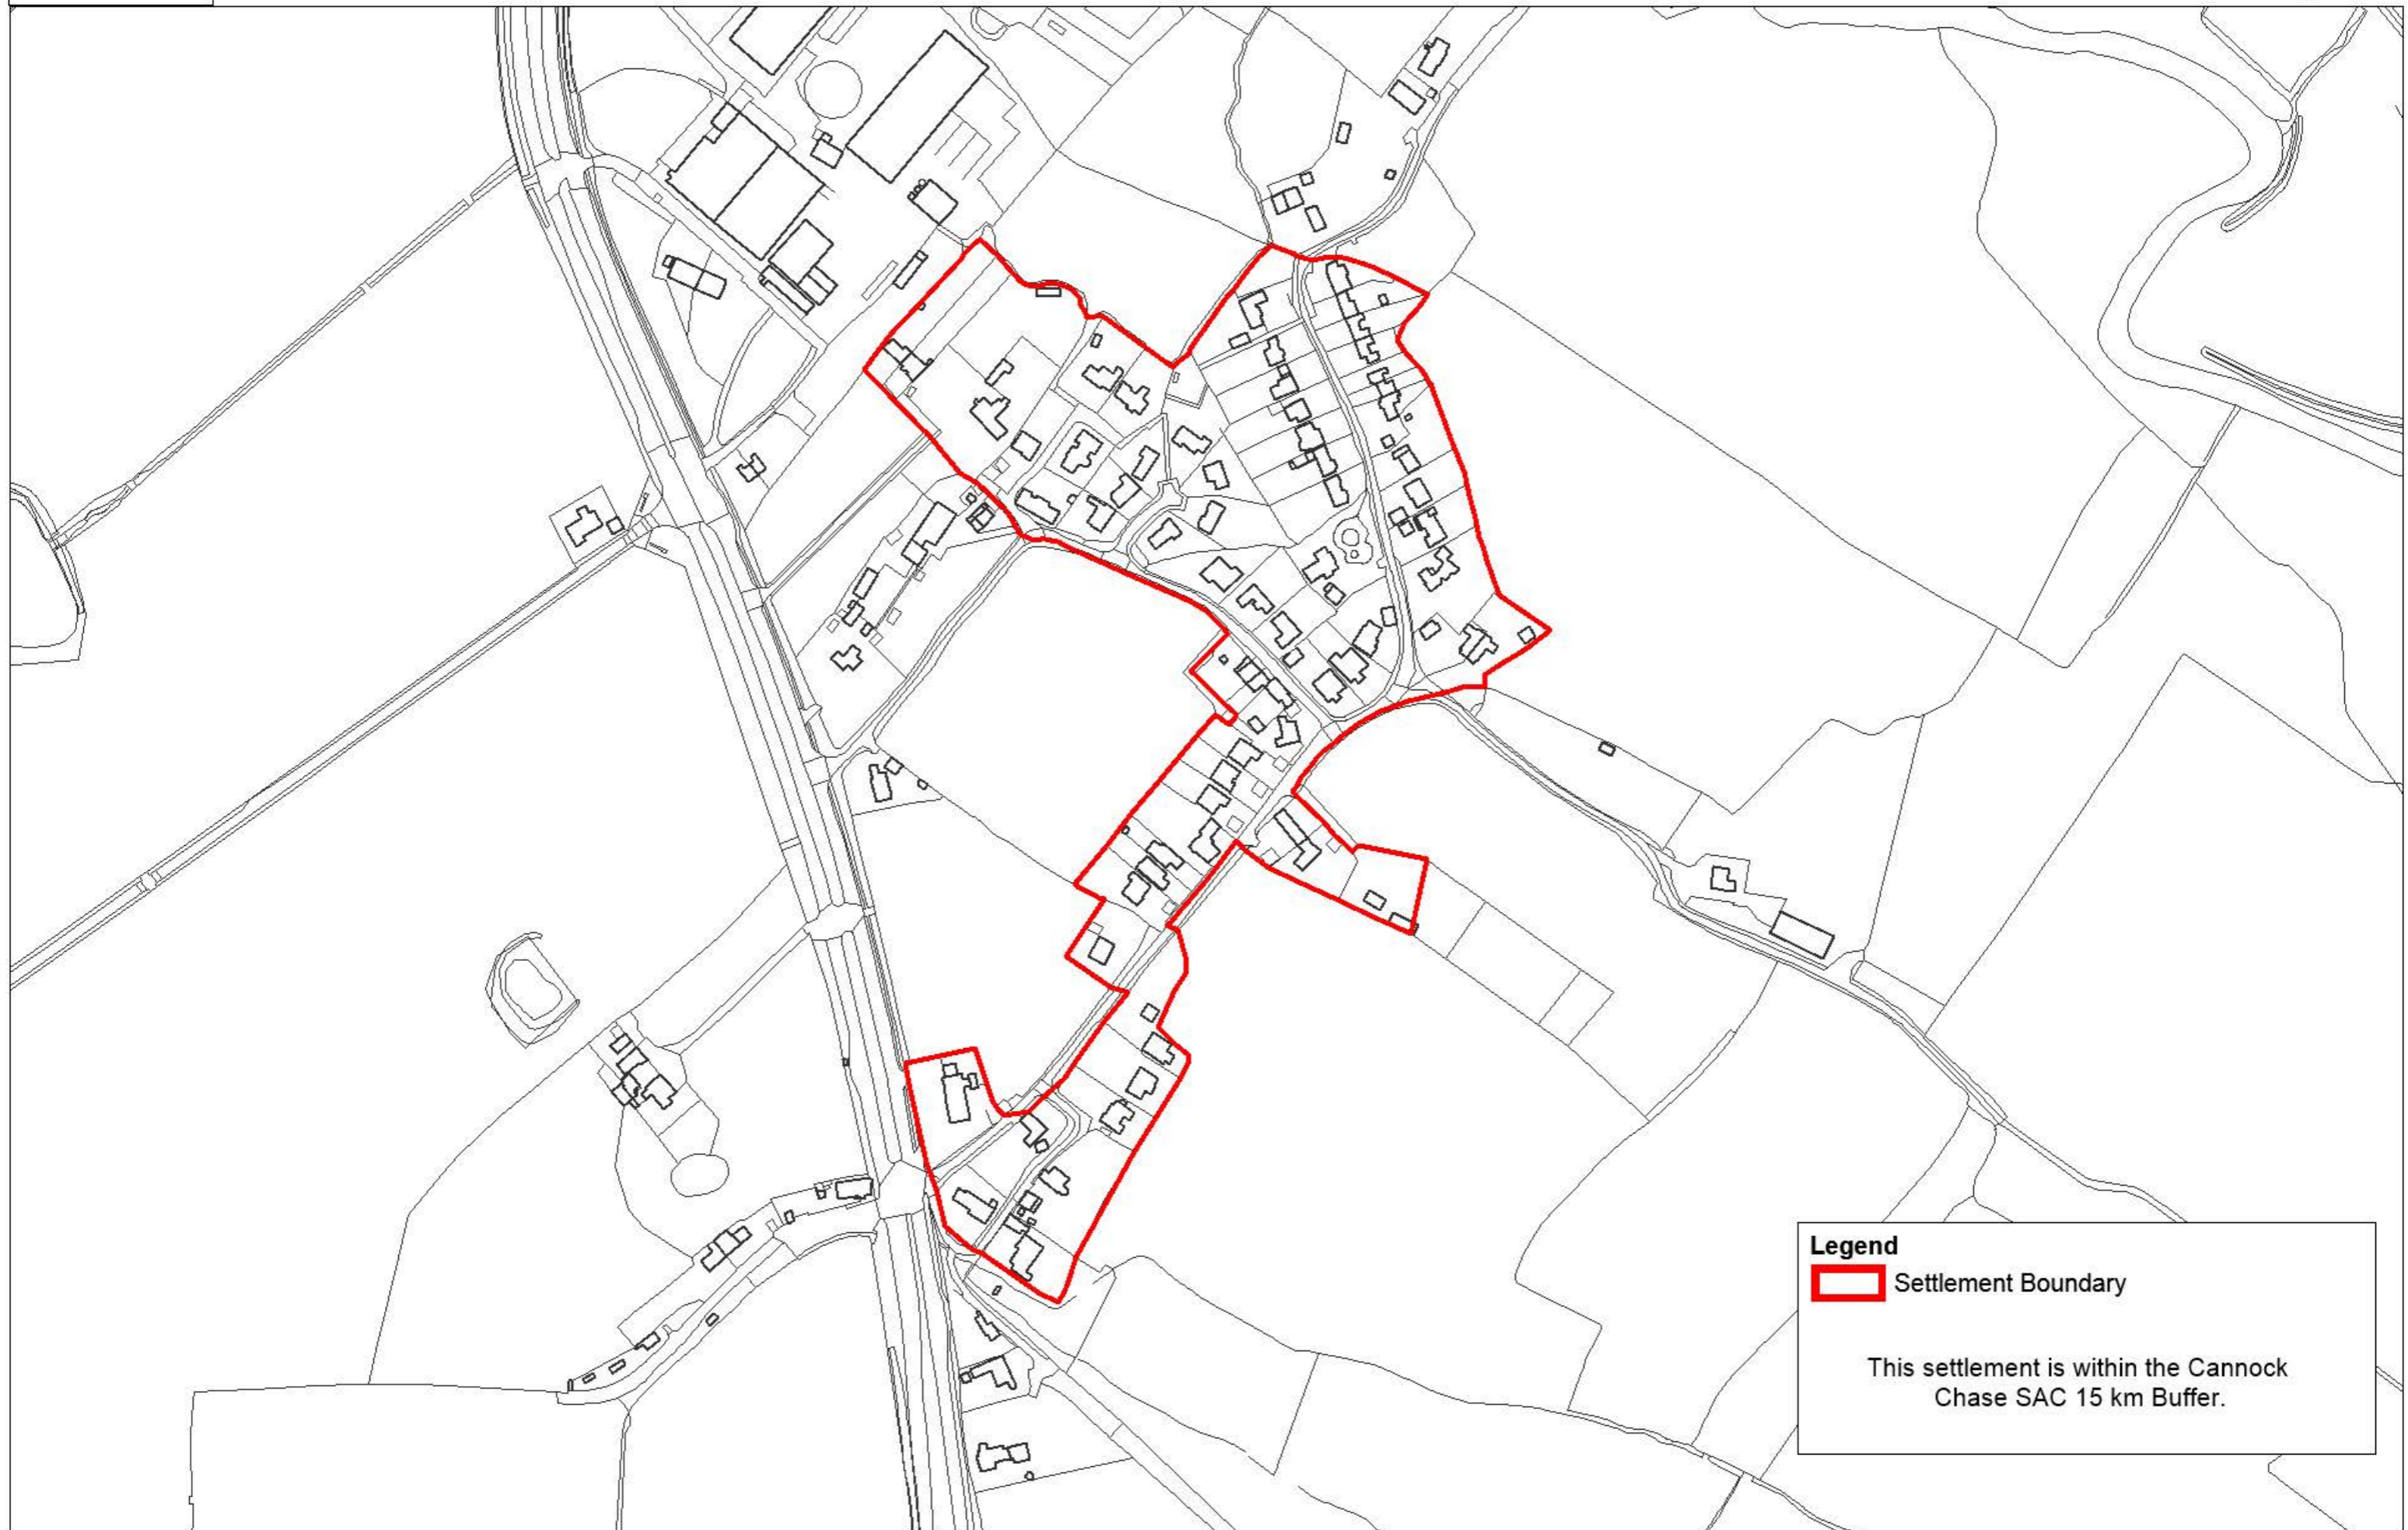 Legend
Settlement Boundary
This settlement is within the Cannock
Chase SAC 15 km Buffer.